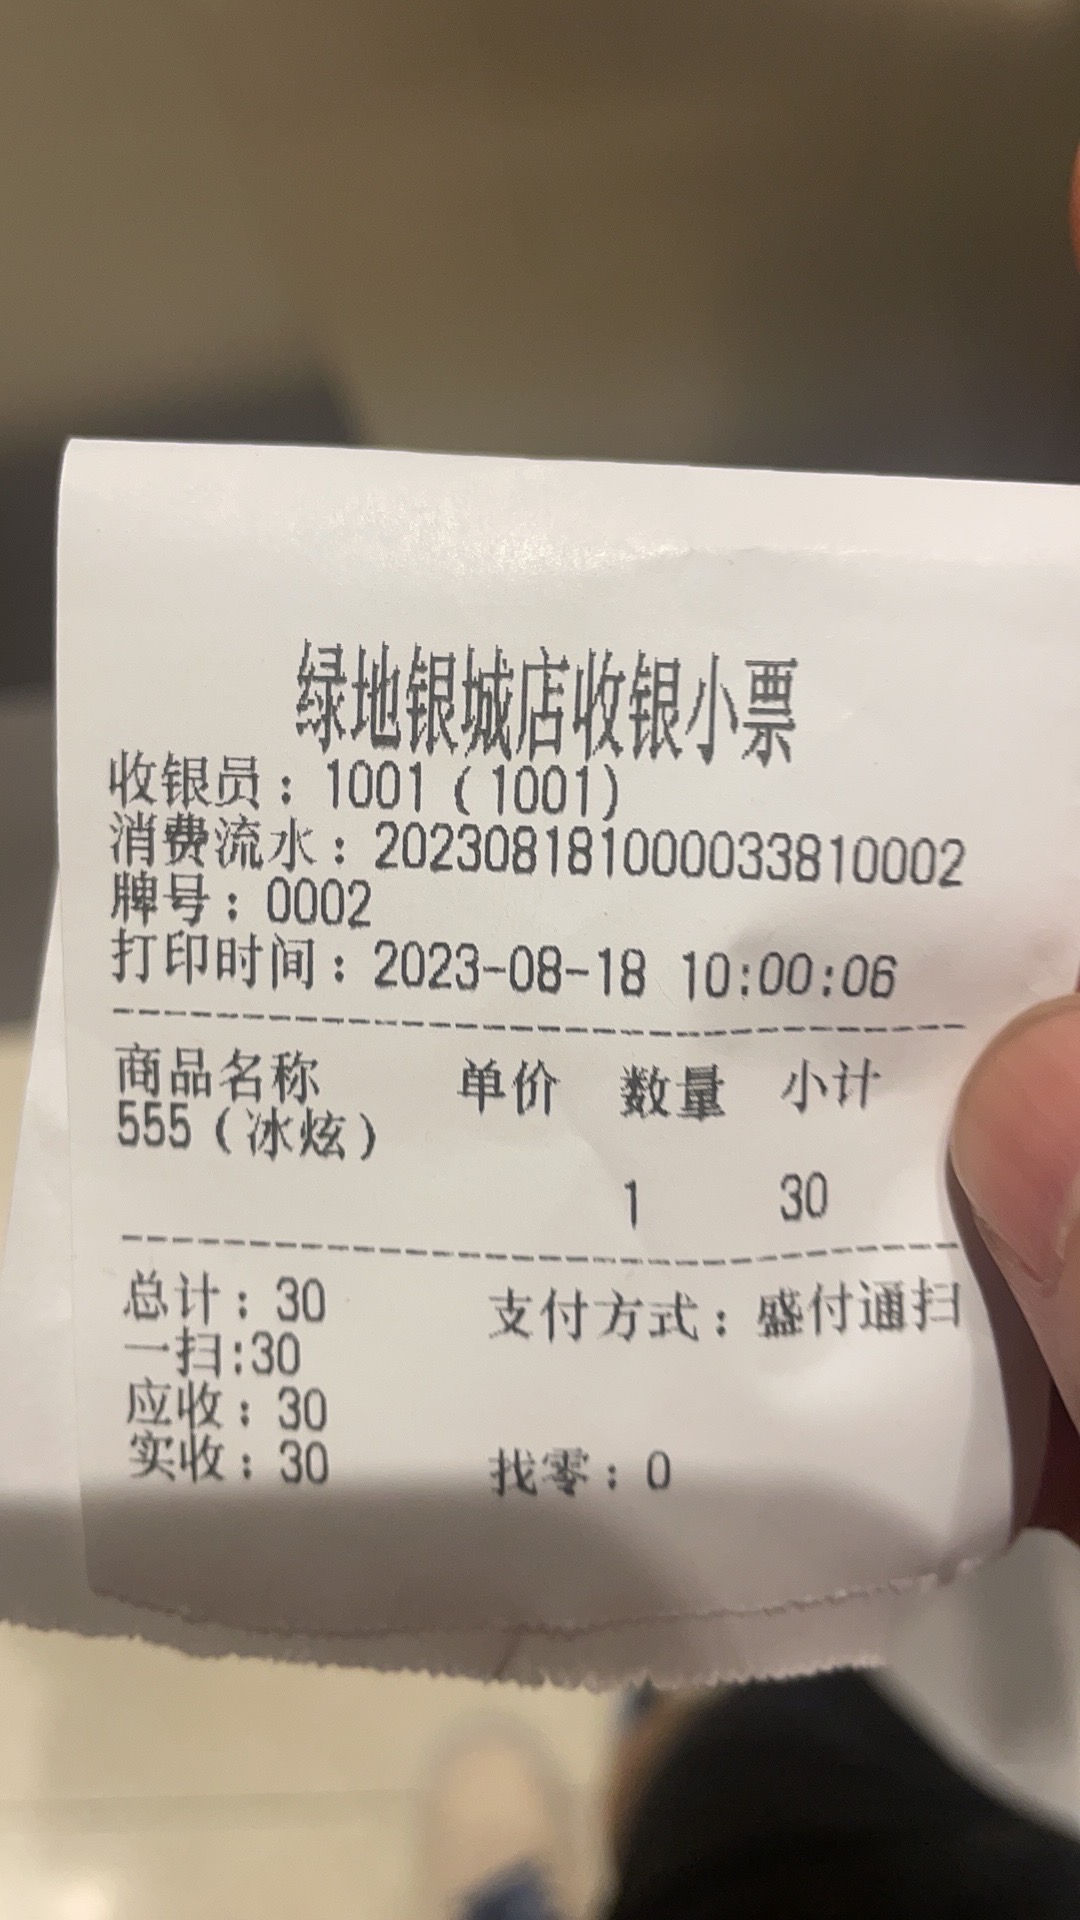 绿地银城店收银小票
收银员：1001（1001）
消费流水：202308181000033810002
牌号：0002
打印时间：2023-08-18 10:00:06
商品名称 单价 数量 小计
555（冰炫）
1 30
总计：30 支付方式：盛付通扫
一扫:30
应收：30
实收：30 找零：0